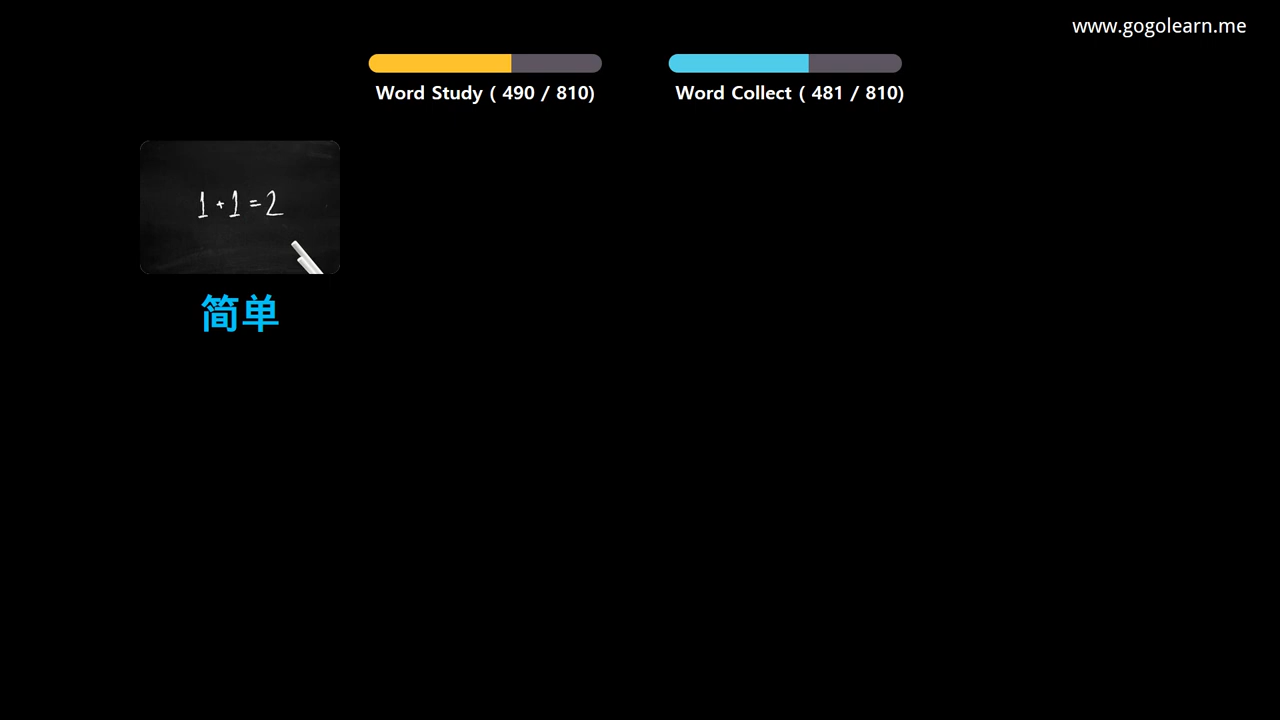 www.gogolearn.me
Word Study ( 490 / 810)
Word Collect ( 481 / 810)
1+1=2
简单